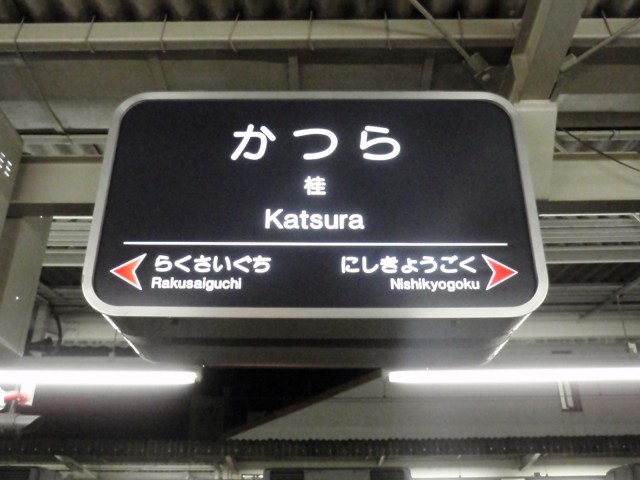 かつら
桂
Katsura
らくさいぐち にしきょうごく
Rakusaiguchi Nishikyogoku